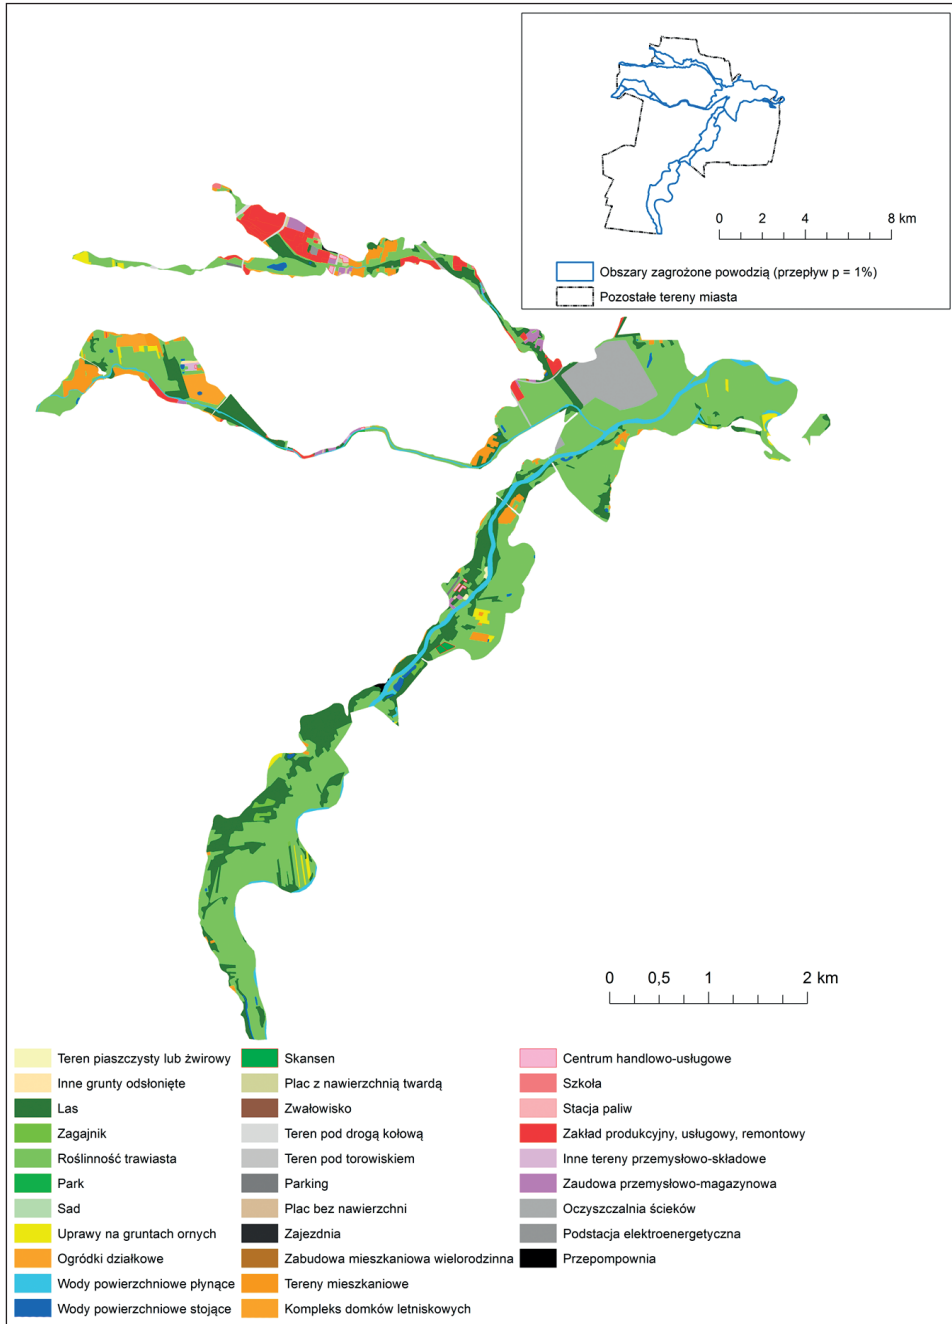 0 2 4 8 km
Obszary zagrożone powodzią (przepływ p = 1%)
Pozostałe tereny miasta
0 0,5 1 2 km
Teren piaszczysty lub żwirowy
Inne grunty odsłonięte
Las
Zagajnik
Roślinność trawiasta
Park
Sad
Uprawy na gruntach ornych
Ogródki działkowe
Wody powierzchniowe płynące
Wody powierzchniowe stojące
Skansen
Plac z nawierzchnią twardą
Zwałowisko
Teren pod drogą kołową
Teren pod torowiskiem
Parking
Plac bez nawierzchni
Zajezdnia
Zabudowa mieszkaniowa wielorodzinna
Tereny mieszkaniowe
Kompleks domków letniskowych
Centrum handlowo-usługowe
Szkoła
Stacja paliw
Zakład produkcyjny, usługowy, remontowy
Inne tereny przemysłowo-składowe
Zaudowa przemysłowo-magazynowa
Oczyszczalnia ścieków
Podstacja elektroenergetyczna
Przepompownia